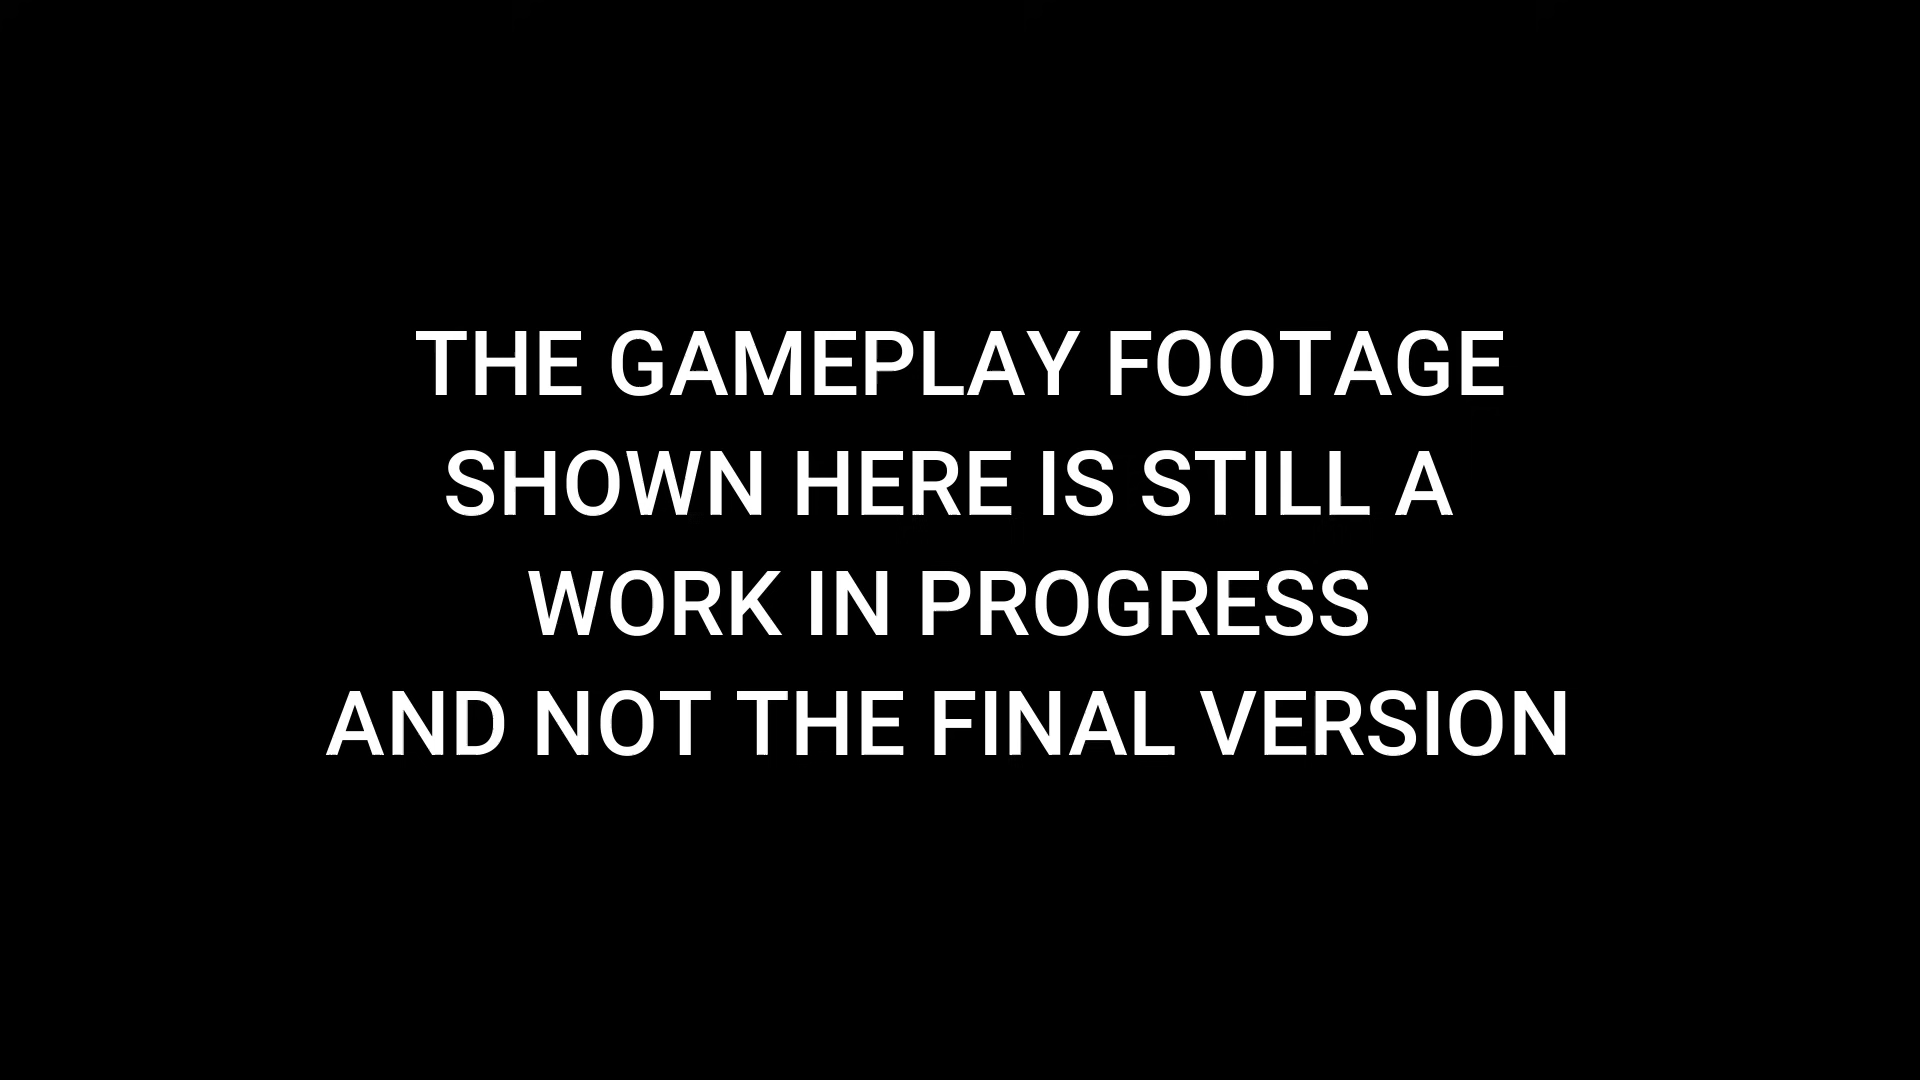 THE GAMEPLAY FOOTAGE
SHOWN HERE IS STILL A
WORK IN PROGRESS
AND NOT THE FINAL VERSION